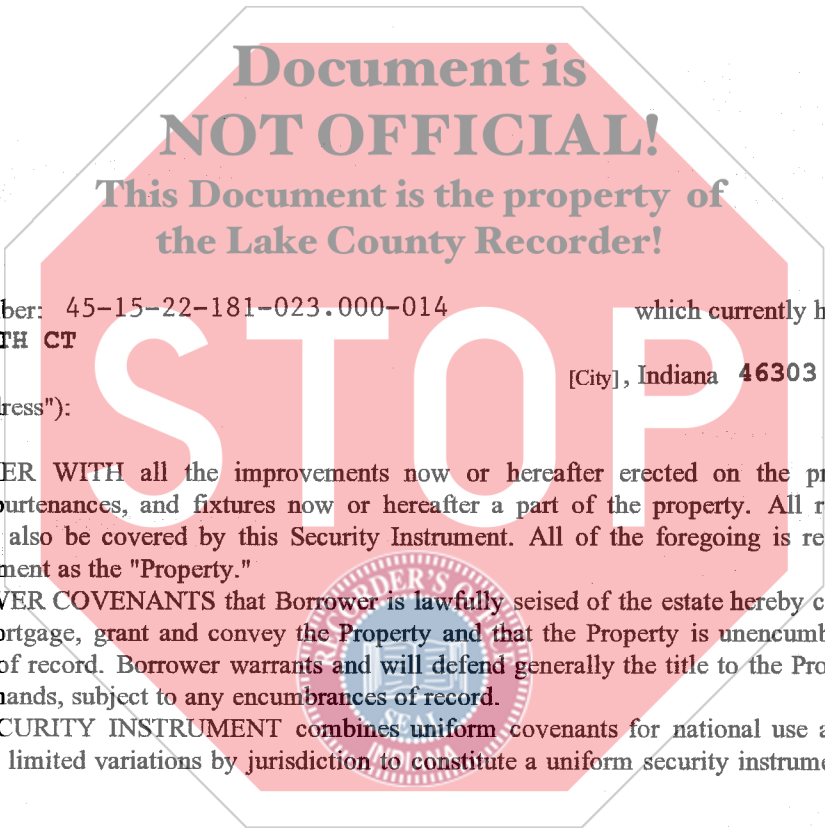 Document is
NOT OFFICIAL!
This Document is the property of
the Lake County Recorder!
ber: 45-15-22-181-023.000-014 which currently h
TH CT
[City] , Indiana 46303
ress"):
STOP
ER WITH all the improvements now or hereafter erected on the pr
purtenances, and fixtures now or hereafter a part of the property. All r
also be covered by this Security Instrument. All of the foregoing is re
ment as the "Property."
VER COVENANTS that Borrower is lawfully seised of the estate hereby c
ortgage, grant and convey the Property and that the Property is unencumb
of record. Borrower warrants and will defend generally the title to the Pro
nands, subject to any encumbrances of record.
CURITY INSTRUMENT combines uniform covenants for national use a
limited variations by jurisdiction to constitute a uniform security instrume
RECORDER'S OFFICE
SEAL
INDIANA